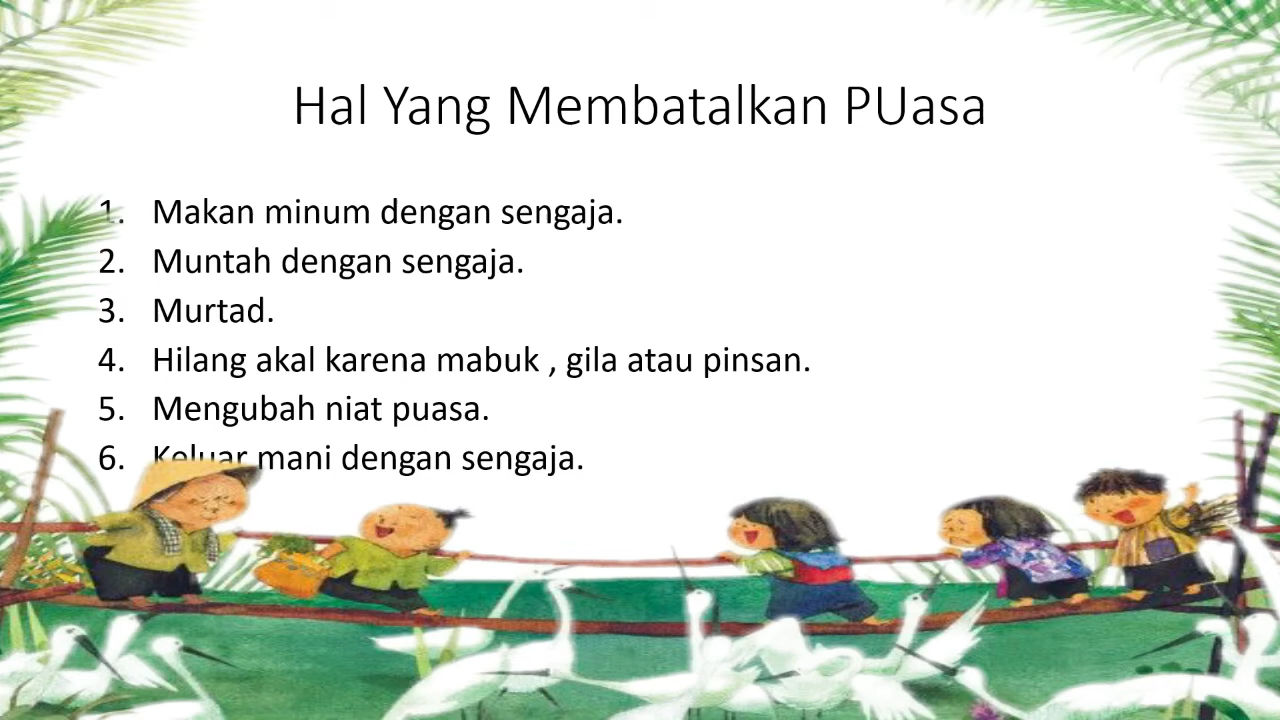 Hal Yang Membatalkan PUasa
1. Makan minum dengan sengaja.
2. Muntah dengan sengaja.
3. Murtad.
4. Hilang akal karena mabuk , gila atau pinsan.
5. Mengubah niat puasa.
6. Keluar mani dengan sengaja.